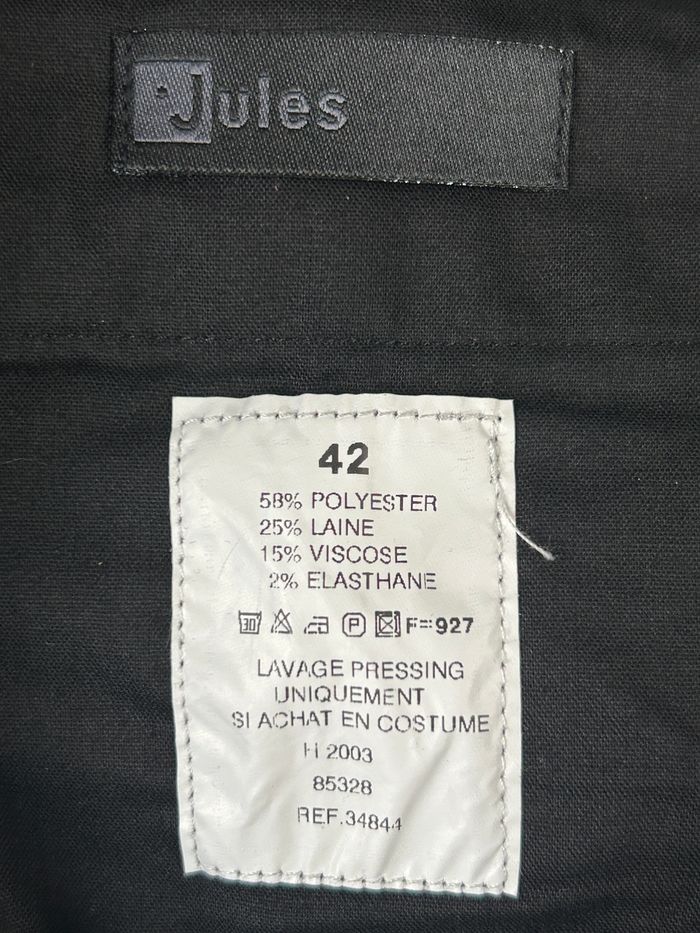 Jules
42
58% POLYESTER
25% LAINE
15% VISCOSE
2% ELASTHANE
30 P F=927
LAVAGE PRESSING
UNIQUEMENT
SI ACHAT EN COSTUME
H 2003
85328
REF.34844